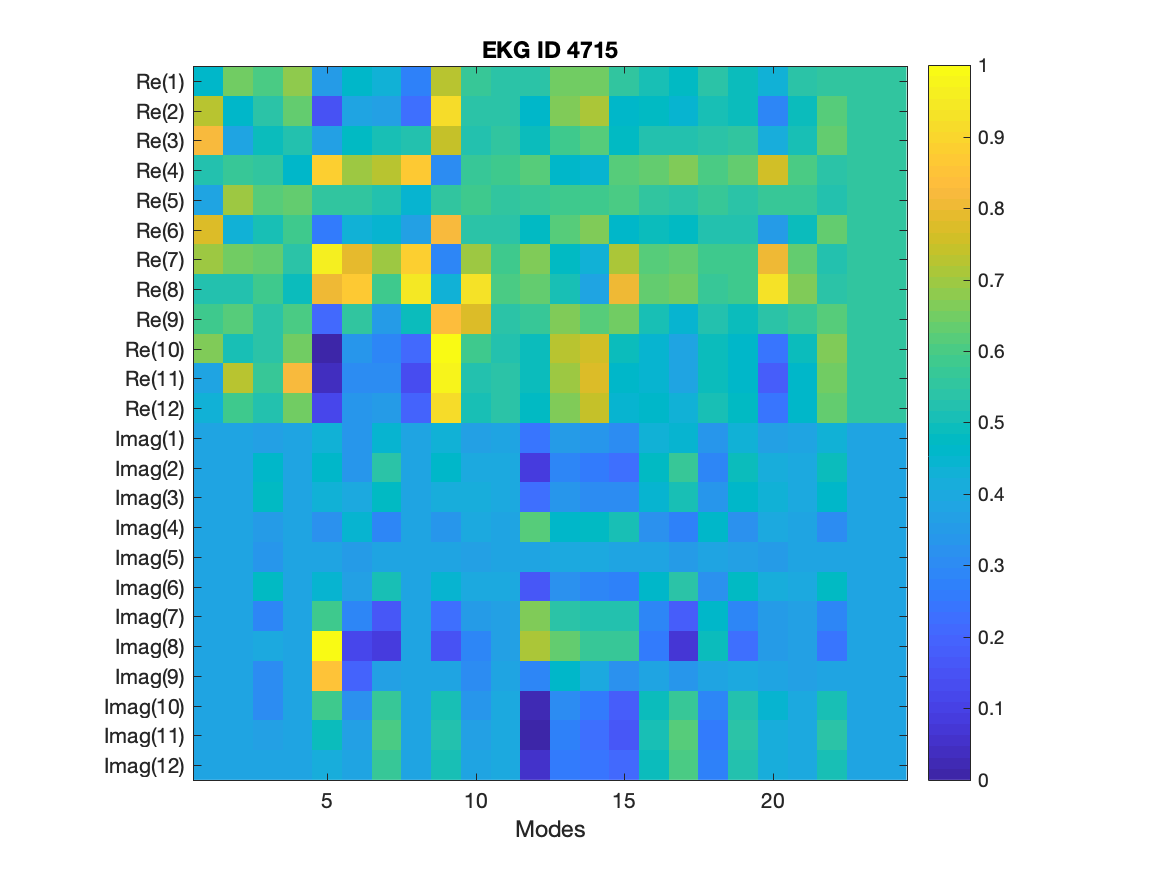 EKG ID 4715
Re(1)
Re(2)
Re(3)
Re(4)
Re(5)
Re(6)
Re(7)
Re(8)
Re(9)
Re(10)
Re(11)
Re(12)
Imag(1)
Imag(2)
Imag(3)
Imag(4)
Imag(5)
Imag(6)
Imag(7)
Imag(8)
Imag(9)
Imag(10)
Imag(11)
Imag(12)
5 10 15 20
Modes
1
0.9
0.8
0.7
0.6
0.5
0.4
0.3
0.2
0.1
0